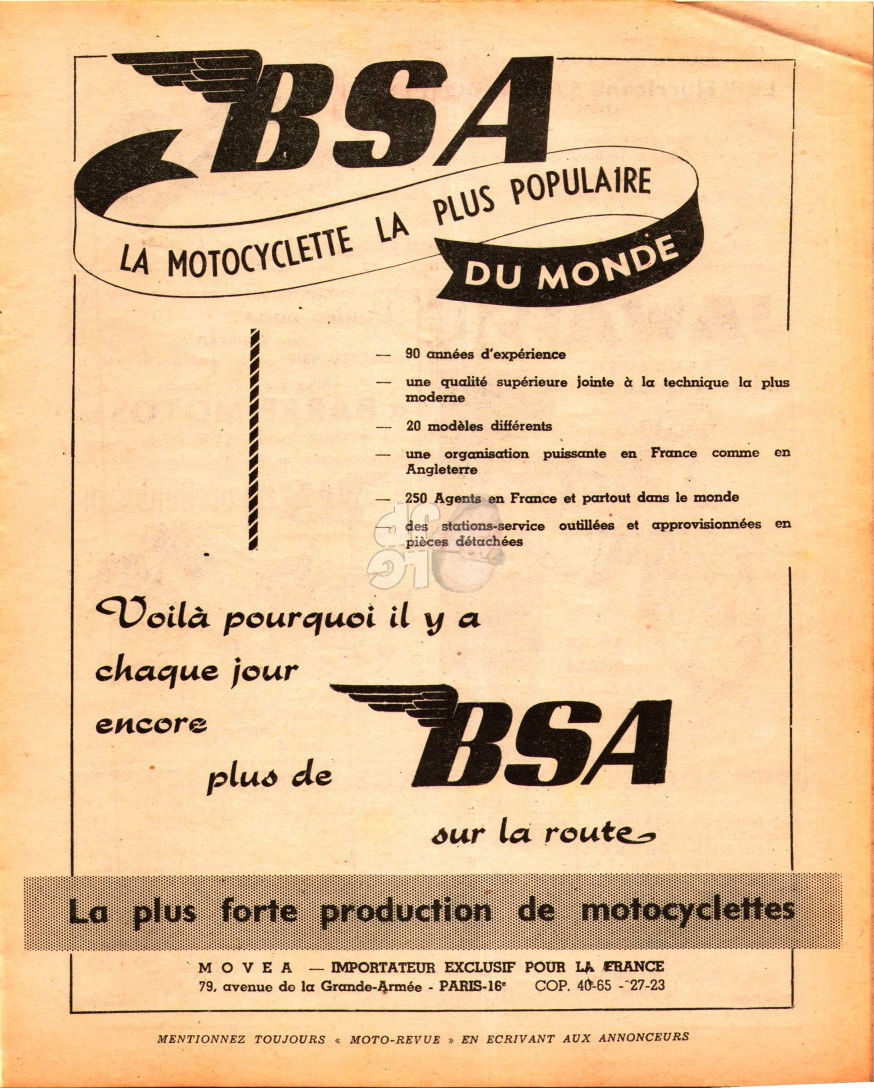 BSA
LA MOTOCYCLETTE LA PLUS POPULAIRE
DU MONDE
— 90 années d'expérience
— une qualité supérieure jointe à la technique la plus
moderne
— 20 modèles différents
— une organisation puissante en France comme en
Angleterre
— 250 Agents en France et partout dans le monde
— des stations-service outillées et approvisionnées en
pièces détachées
Voilà pourquoi il y a
chaque jour
encore
plus de
BSA
sur la route
La plus forte production de motocyclettes
MOVEA — IMPORTATEUR EXCLUSIF POUR LA FRANCE
79, avenue de la Grande-Armée - PARIS-16e COP. 40-65 - 27-23
MENTIONNEZ TOUJOURS « MOTO-REVUE » EN ECRIVANT AUX ANNONCEURS